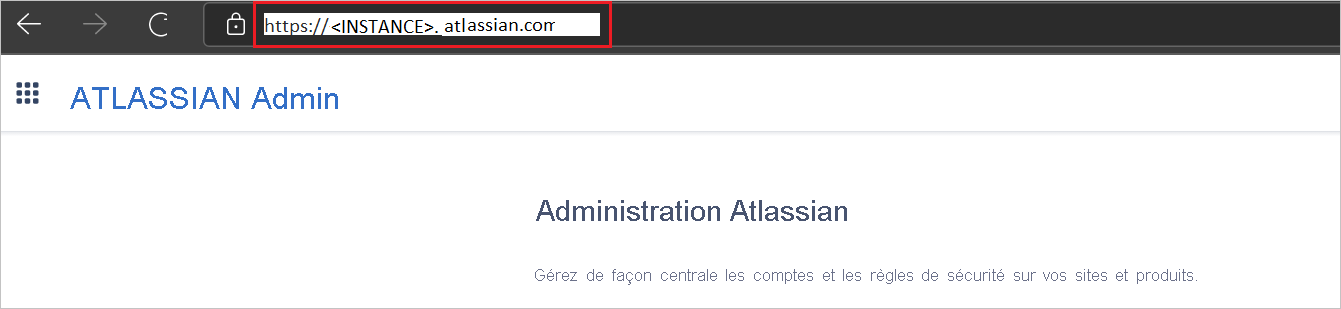 https://<INSTANCE>. atlassian.com
ATLASSIAN Admin
Administration Atlassian
Gérez de façon centrale les comptes et les règles de sécurité sur vos sites et produits.